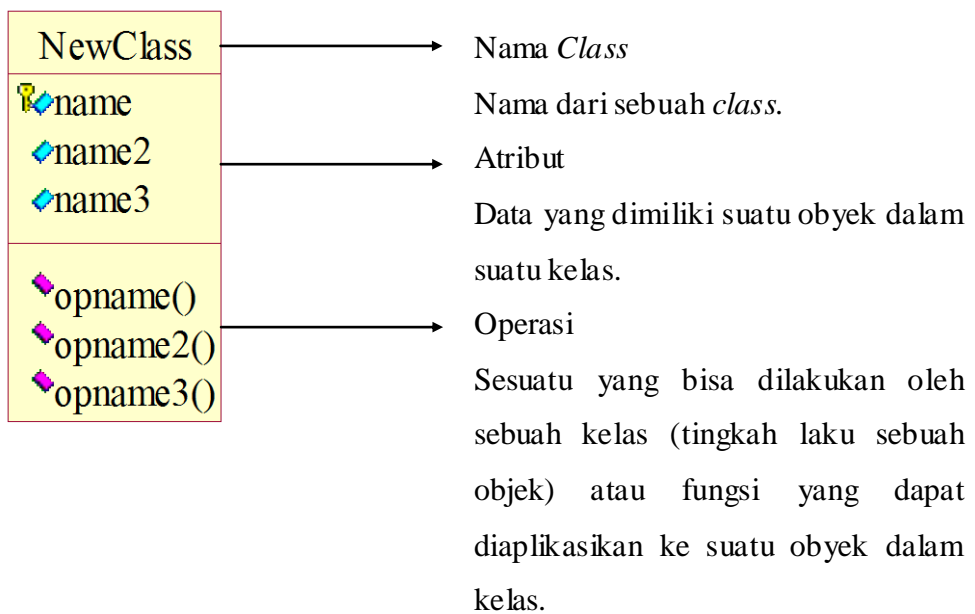 NewClass
name
name2
name3
opname()
opname2()
opname3()
Nama Class
Nama dari sebuah class.
Atribut
Data yang dimiliki suatu obyek dalam
suatu kelas.
Operasi
Sesuatu yang bisa dilakukan oleh
sebuah kelas (tingkah laku sebuah
objek) atau fungsi yang dapat
diaplikasikan ke suatu obyek dalam
kelas.